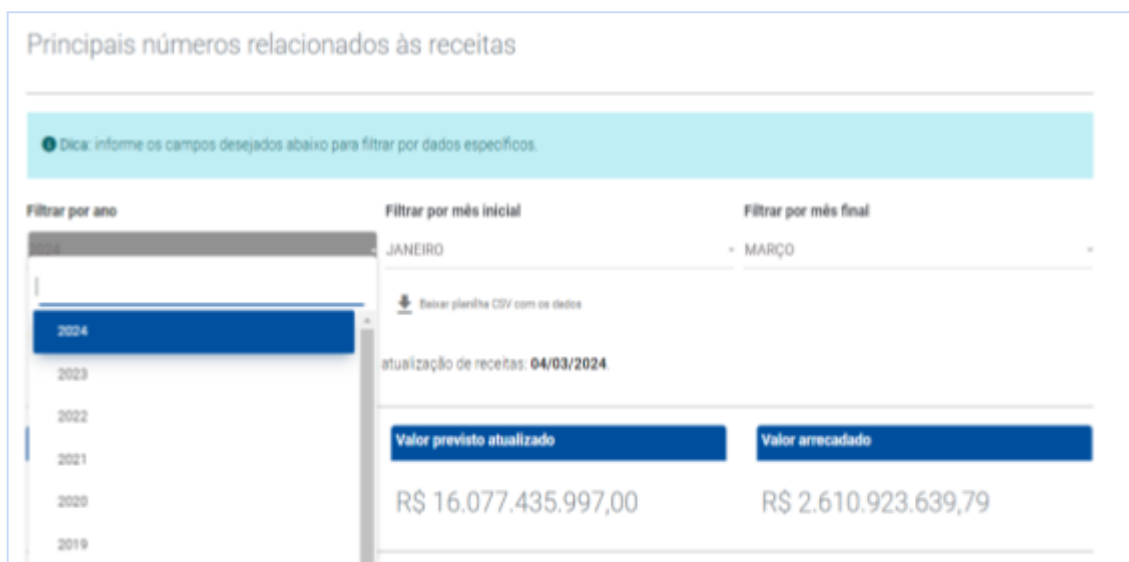 Principais números relacionados às receitas
Dica: informe os campos desejados abaixo para filtrar por dados específicos.
Filtrar por ano
Filtrar por mês inicial
Filtrar por mês final
2024
JANEIRO
MARÇO
Baixar planilha CSV com os dados
2024
2023
2022
2021
2020
2019
atualização de receitas: 04/03/2024.
Valor previsto atualizado
Valor arrecadado
R$ 16.077.435.997,00
R$ 2.610.923.639,79